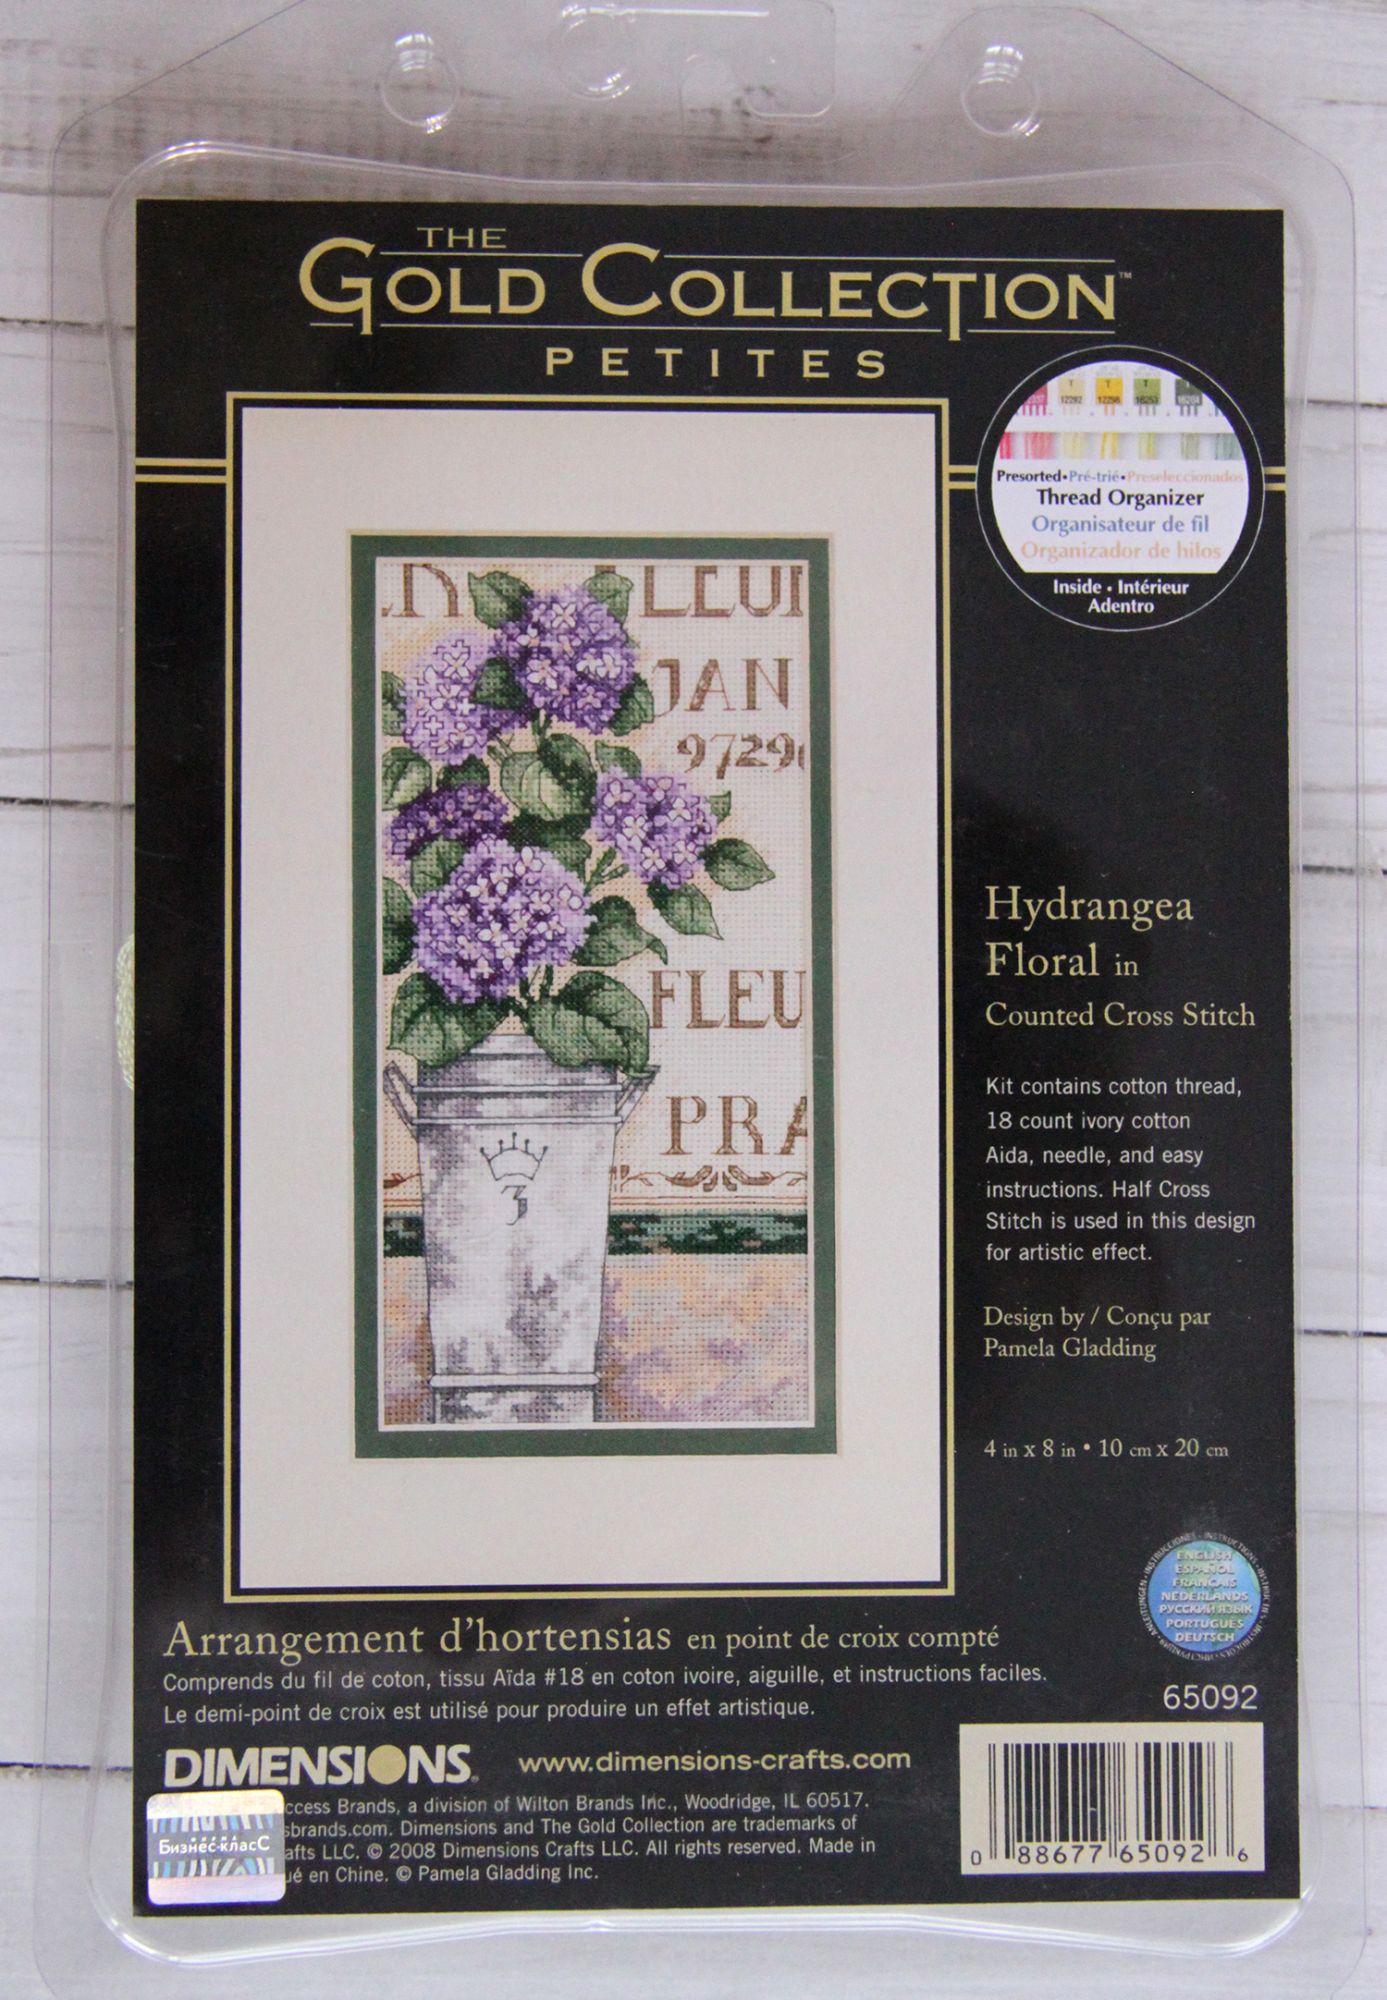 THE
GOLD COLLECTION™
PETITES
T T
12292 12298 16253
Presorted•Pré-trié•Preseleccionados
Thread Organizer
Organisateur de fil
Organizador de hilos
Inside • Intérieur
Adentro
LEUI
JAN
9729
FLEU
PRA
3
Hydrangea
Floral in
Counted Cross Stitch
Kit contains cotton thread,
18 count ivory cotton
Aida, needle, and easy
instructions. Half Cross
Stitch is used in this design
for artistic effect.
Design by / Conçu par
Pamela Gladding
4 in x 8 in • 10 cm x 20 cm
ENGLISH
ESPAÑOL
FRANÇAIS
NEDERLANDS
РУССКИЙ ЯЗЫК
PORTUGUÊS
DEUTSCH
Arrangement d'hortensias en point de croix compté
Comprends du fil de coton, tissu Aïda #18 en coton ivoire, aiguille, et instructions faciles.
Le demi-point de croix est utilisé pour produire un effet artistique.
65092
DIMENSIONS® www.dimensions-crafts.com
ccess Brands, a division of Wilton Brands Inc., Woodridge, IL 60517.
sbrands.com. Dimensions and The Gold Collection are trademarks of
afts LLC. © 2008 Dimensions Crafts LLC. All rights reserved. Made in
ué en Chine. © Pamela Gladding Inc.
ФИРМА
Бизнес-класС
0 88677 65092 6